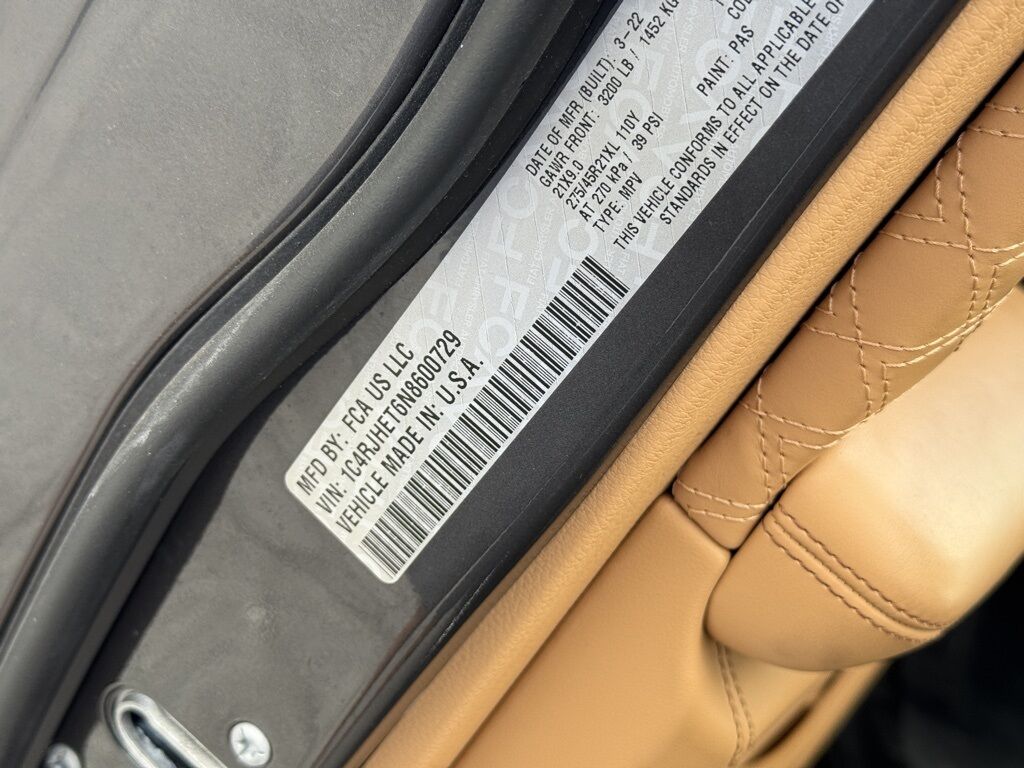 MFD BY: FCA US LLC
VIN: 1C4RJHET6N8600729
VEHICLE MADE IN: U.S.A.
DATE OF MFR (BUILT): 3-22
GAWR FRONT: 3200 LB / 1452 KG
21X9.0
275/45R21XL 110Y
AT 270 kPa / 39 PSI
TYPE: MPV PAINT: PAS
THIS VEHICLE CONFORMS TO ALL APPLICABLE
STANDARDS IN EFFECT ON THE DATE OF